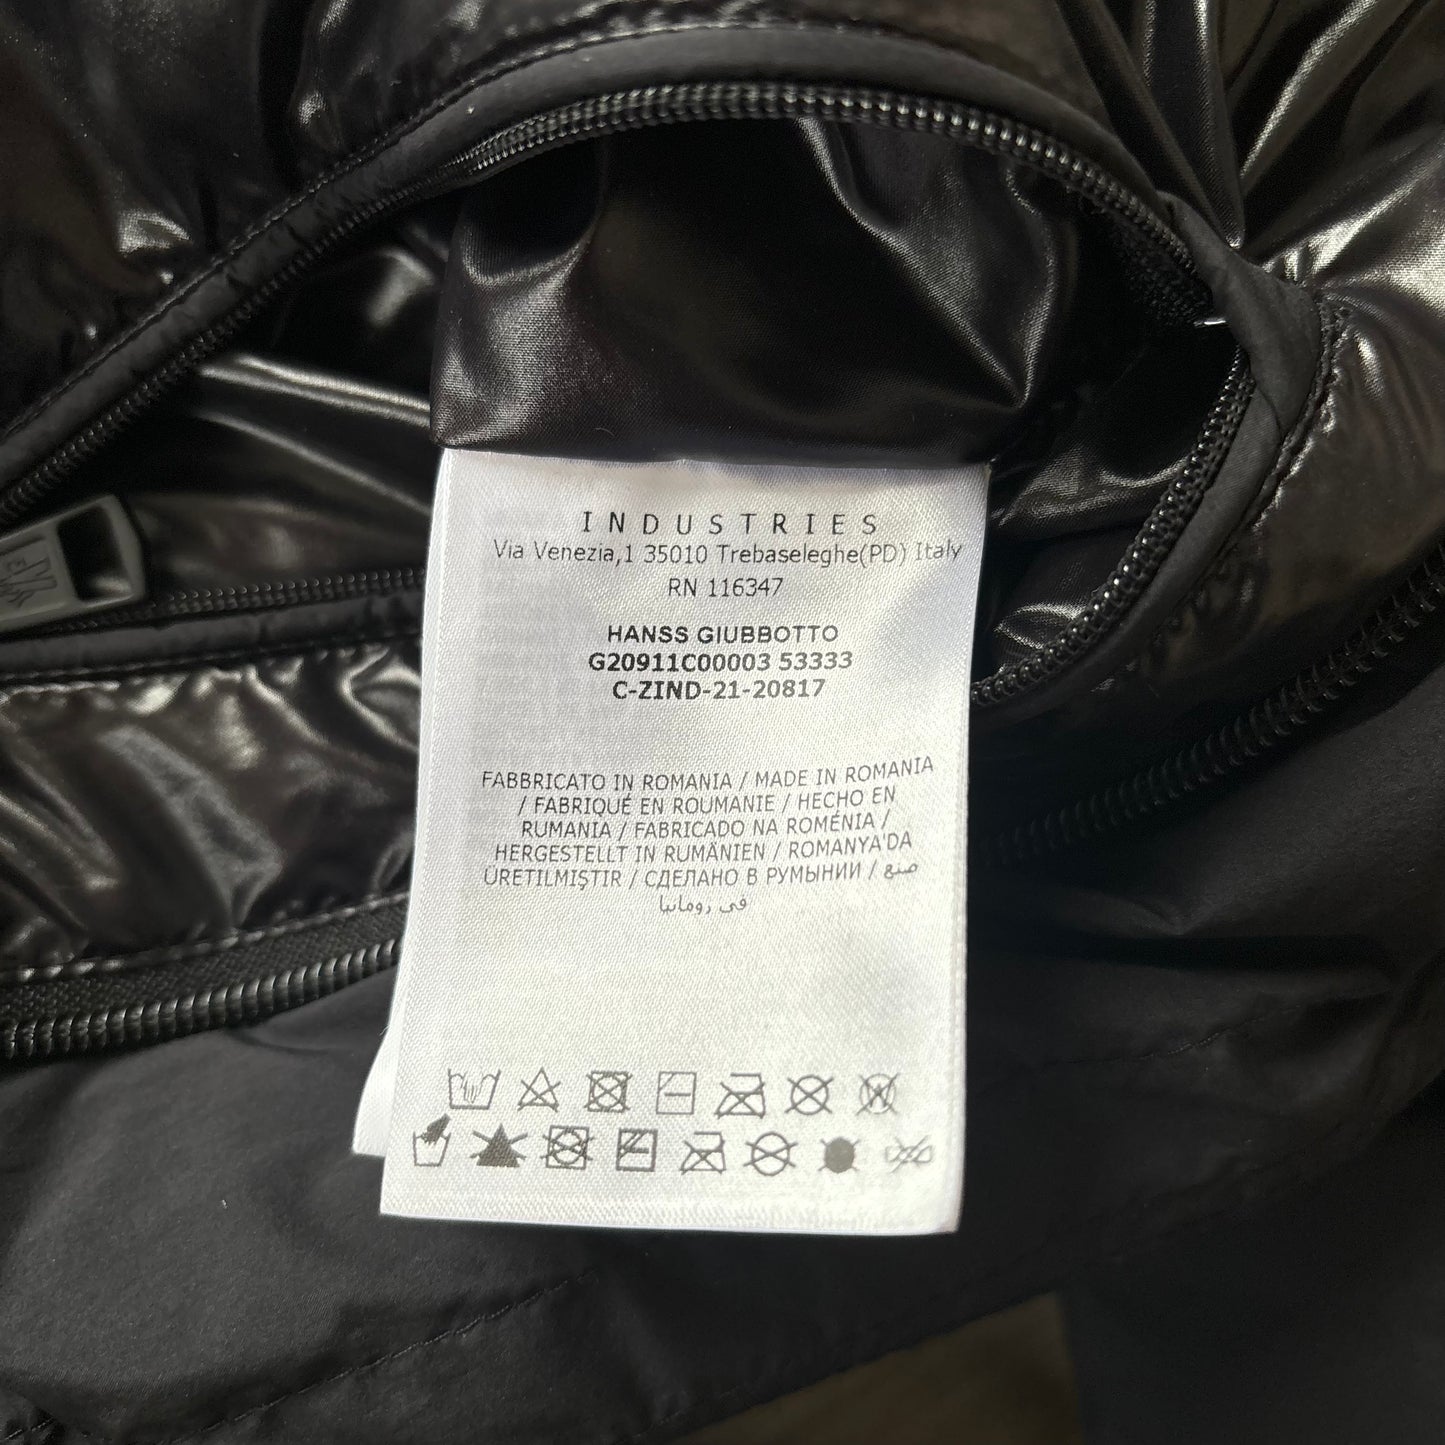 INDUSTRIES
Via Venezia,1 35010 Trebaseleghe(PD) Italy
RN 116347
HANSS GIUBBOTTO
G20911C00003 53333
C-ZIND-21-20817
FABBRICATO IN ROMANIA / MADE IN ROMANIA
/ FABRIQUÉ EN ROUMANIE / HECHO EN
RUMANIA / FABRICADO NA ROMÉNIA /
HERGESTELLT IN RUMÄNIEN / ROMANYA'DA
ÜRETILMIŞTIR / СДЕЛАНО В РУМЫНИИ / صنع
في رومانيا